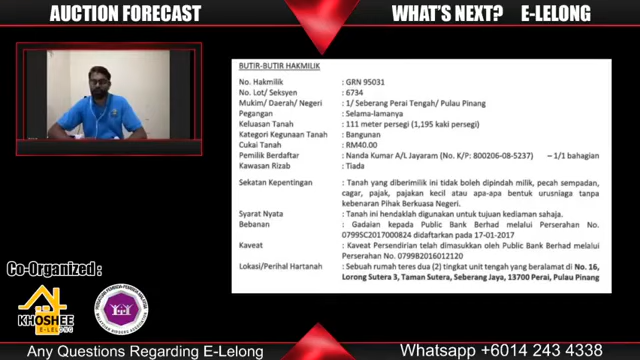 AUCTION FORECAST
WHAT'S NEXT? E-LELONG
BUTIR-BUTIR HAKMILIK
No. Hakmilik : GRN 95031
No. Lot/ Seksyen : 6734
Mukim/ Daerah/ Negeri : 1/ Seberang Perai Tengah/ Pulau Pinang
Pegangan : Selama-lamanya
Keluasan Tanah : 111 meter persegi (1,195 kaki persegi)
Kategori Kegunaan Tanah : Bangunan
Cukai Tanah : RM40.00
Pemilik Berdaftar : Nanda Kumar A/L Jayaram (No. K/P: 800206-08-5237) – 1/1 bahagian
Kawasan Rizab : Tiada
Sekatan Kepentingan : Tanah yang diberimilik ini tidak boleh dipindah milik, pecah sempadan,
cagar, pajak, pajakan kecil atau apa-apa bentuk urusniaga tanpa
kebenaran Pihak Berkuasa Negeri.
Syarat Nyata : Tanah ini hendaklah digunakan untuk tujuan kediaman sahaja.
Bebanan : Gadaian kepada Public Bank Berhad melalui Perserahan No.
0799SC2017000824 didaftarkan pada 17-01-2017
Kaveat : Kaveat Persendirian telah dimasukkan oleh Public Bank Berhad melalui
Perserahan No. 0799B2016012120
Lokasi/Perihal Hartanah : Sebuah rumah teres dua (2) tingkat unit tengah yang beralamat di No. 16,
Lorong Sutera 3, Taman Sutera, Seberang Jaya, 13700 Perai, Pulau Pinang
Co-Organized :
KHOSHEE
E-LELONG
Any Questions Regarding E-Lelong
Whatsapp +6014 243 4338